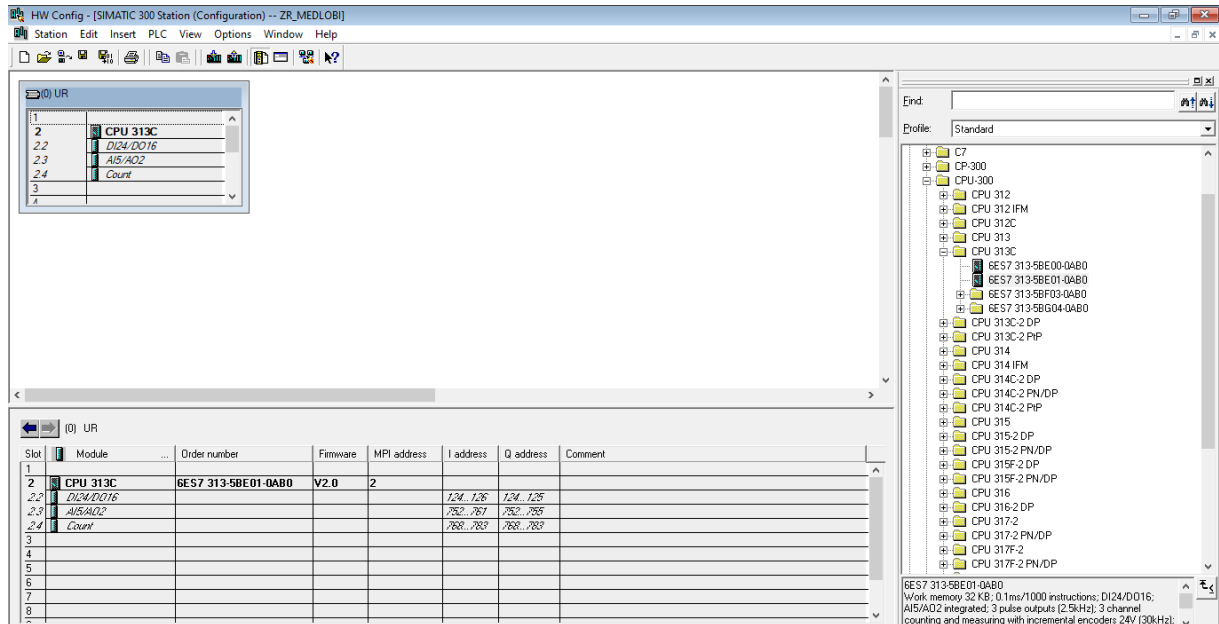 HW Config - [SIMATIC 300 Station (Configuration) -- ZR_MEDLOBI]
Station Edit Insert PLC View Options Window Help
(0) UR
1
2 CPU 313C
2.2 DI24/DO16
2.3 AI5/AO2
2.4 Count
3
4
Find:
Profile: Standard
C7
CP-300
CPU-300
CPU 312
CPU 312 IFM
CPU 312C
CPU 313
CPU 313C
6ES7 313-5BE00-0AB0
6ES7 313-5BE01-0AB0
6ES7 313-5BF03-0AB0
6ES7 313-5BG04-0AB0
CPU 313C-2 DP
CPU 313C-2 PtP
CPU 314
CPU 314 IFM
CPU 314C-2 DP
CPU 314C-2 PN/DP
CPU 314C-2 PtP
CPU 315
CPU 315-2 DP
CPU 315-2 PN/DP
CPU 315F-2 DP
CPU 315F-2 PN/DP
CPU 316
CPU 316-2 DP
CPU 317-2
CPU 317-2 PN/DP
CPU 317F-2
CPU 317F-2 PN/DP
(0) UR
Slot Module ... Order number Firmware MPI address I address Q address Comment
1
2 CPU 313C 6ES7 313-5BE01-0AB0 V2.0 2
2.2 DI24/DO16 124...126 124...125
2.3 AI5/AO2 752...761 752...755
2.4 Count 768...783 768...783
3
4
5
6
7
8
6ES7 313-5BE01-0AB0
Work memory 32 KB; 0.1ms/1000 instructions; DI24/DO16;
AI5/AO2 integrated; 3 pulse outputs (2.5kHz); 3 channel
counting and measuring with incremental encoders 24V (30kHz);